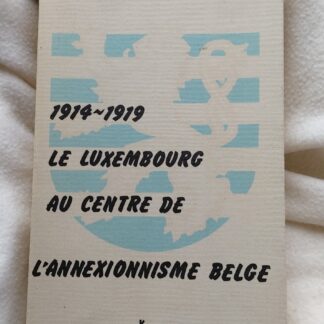 1914~1919
LE LUXEMBOURG
AU CENTRE DE
L'ANNEXIONNISME BELGE